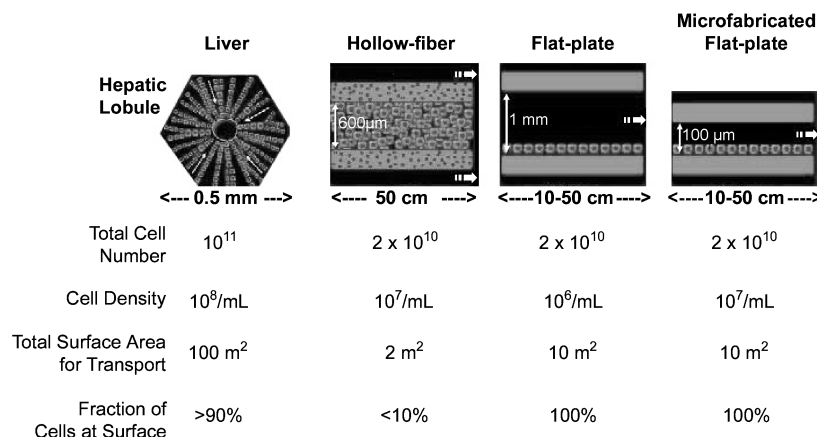 Liver
Hollow-fiber
Flat-plate
Microfabricated
Flat-plate
Hepatic
Lobule
600µm
1 mm
100 µm
<--- 0.5 mm --->
<---- 50 cm ---->
<----10-50 cm---->
<----10-50 cm---->
Total Cell
Number
10¹¹ 2 x 10¹⁰ 2 x 10¹⁰ 2 x 10¹⁰
Cell Density 10⁸/mL 10⁷/mL 10⁶/mL 10⁷/mL
Total Surface Area
for Transport
100 m² 2 m² 10 m² 10 m²
Fraction of
Cells at Surface
>90% <10% 100% 100%